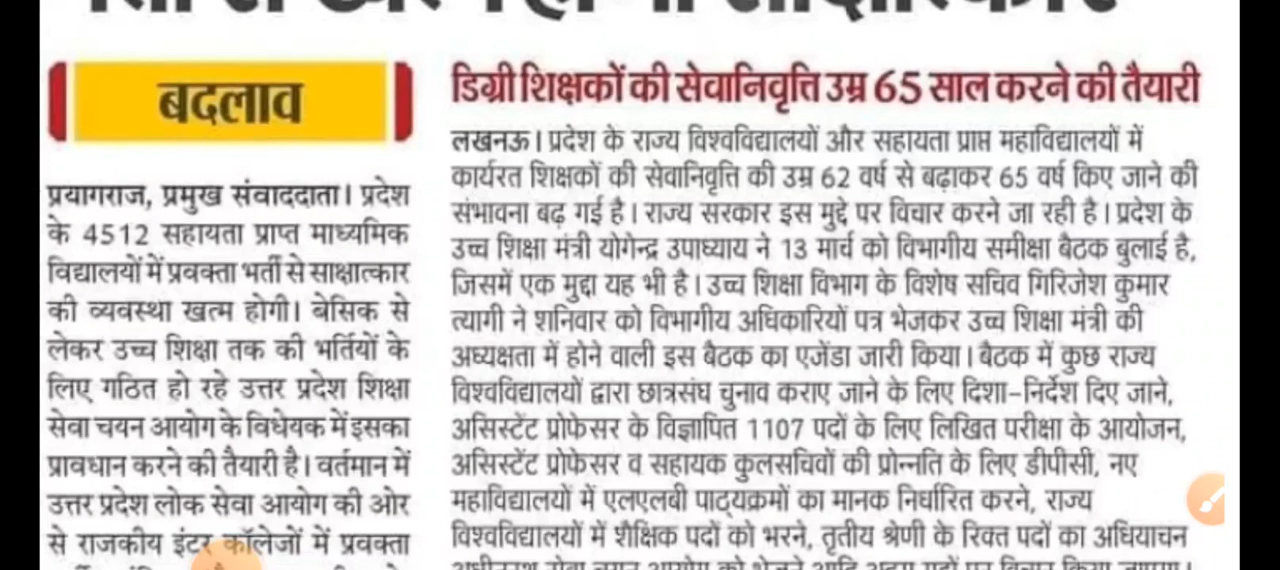 बदलाव
प्रयागराज, प्रमुख संवाददाता। प्रदेश
के 4512 सहायता प्राप्त माध्यमिक
विद्यालयों में प्रवक्ता भर्ती से साक्षात्कार
की व्यवस्था खत्म होगी। बेसिक से
लेकर उच्च शिक्षा तक की भर्तियों के
लिए गठित हो रहे उत्तर प्रदेश शिक्षा
सेवा चयन आयोग के विधेयक में इसका
प्रावधान करने की तैयारी है। वर्तमान में
उत्तर प्रदेश लोक सेवा आयोग की ओर
से राजकीय इंटर कॉलेजों में प्रवक्ता
डिग्री शिक्षकों की सेवानिवृत्ति उम्र 65 साल करने की तैयारी
लखनऊ। प्रदेश के राज्य विश्वविद्यालयों और सहायता प्राप्त महाविद्यालयों में
कार्यरत शिक्षकों की सेवानिवृत्ति की उम्र 62 वर्ष से बढ़ाकर 65 वर्ष किए जाने की
संभावना बढ़ गई है। राज्य सरकार इस मुद्दे पर विचार करने जा रही है। प्रदेश के
उच्च शिक्षा मंत्री योगेन्द्र उपाध्याय ने 13 मार्च को विभागीय समीक्षा बैठक बुलाई है,
जिसमें एक मुद्दा यह भी है। उच्च शिक्षा विभाग के विशेष सचिव गिरिजेश कुमार
त्यागी ने शनिवार को विभागीय अधिकारियों पत्र भेजकर उच्च शिक्षा मंत्री की
अध्यक्षता में होने वाली इस बैठक का एजेंडा जारी किया। बैठक में कुछ राज्य
विश्वविद्यालयों द्वारा छात्रसंघ चुनाव कराए जाने के लिए दिशा-निर्देश दिए जाने,
असिस्टेंट प्रोफेसर के विज्ञापित 1107 पदों के लिए लिखित परीक्षा के आयोजन,
असिस्टेंट प्रोफेसर व सहायक कुलसचिवों की प्रोन्नति के लिए डीपीसी, नए
महाविद्यालयों में एलएलबी पाठ्यक्रमों का मानक निर्धारित करने, राज्य
विश्वविद्यालयों में शैक्षिक पदों को भरने, तृतीय श्रेणी के रिक्त पदों का अधियाचन